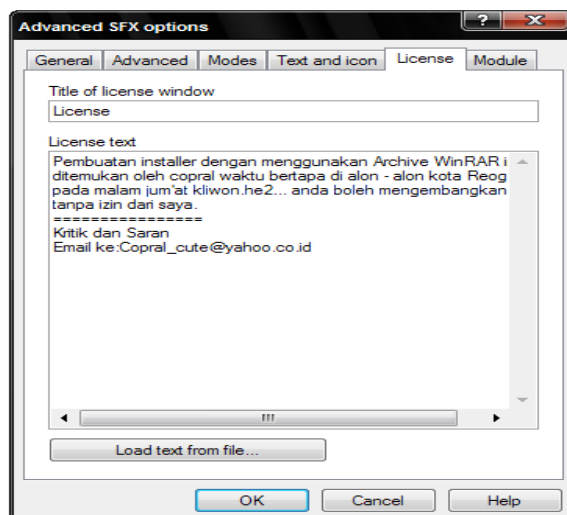 Advanced SFX options
?
General Advanced Modes Text and icon License Module
Title of license window
License
License text
Pembuatan installer dengan menggunakan Archive WinRAR i
ditemukan oleh copral waktu bertapa di alon - alon kota Reog
pada malam jum'at kliwon.he2... anda boleh mengembangkan
tanpa izin dari saya.
================
Kritik dan Saran
Email ke:Copral_cute@yahoo.co.id
Load text from file...
OK Cancel Help